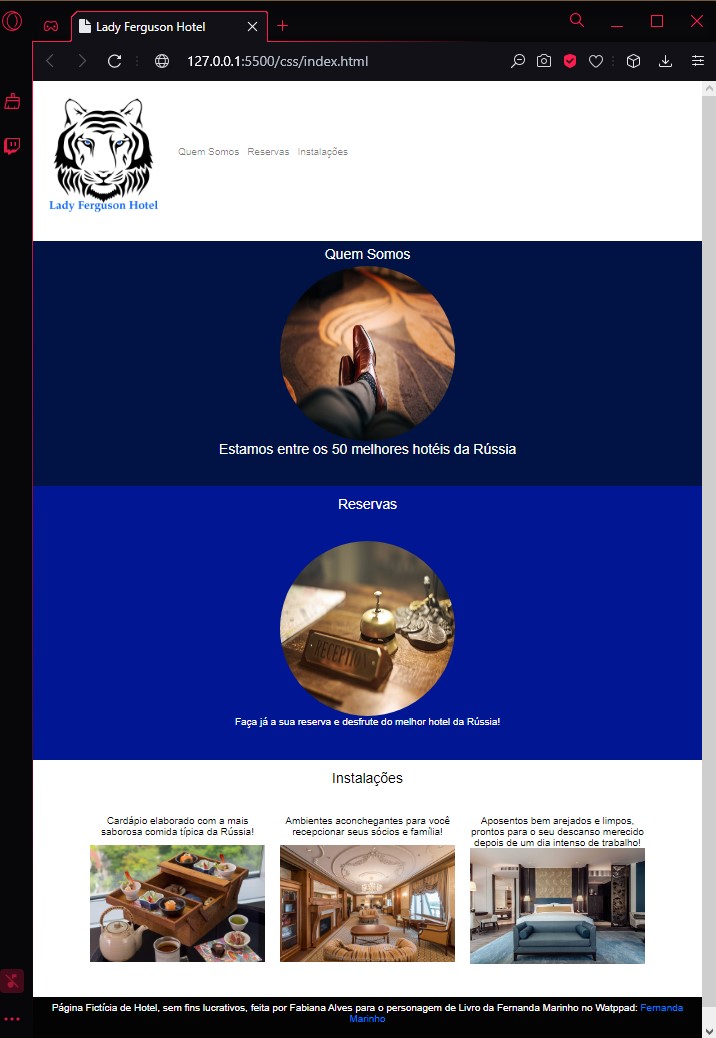 Lady Ferguson Hotel
127.0.0.1:5500/css/index.html
Lady Ferguson Hotel
Quem Somos Reservas Instalações
Quem Somos
Estamos entre os 50 melhores hotéis da Rússia
Reservas
RECEPTION
Faça já a sua reserva e desfrute do melhor hotel da Rússia!
Instalações
Cardápio elaborado com a mais
saborosa comida típica da Rússia!
Ambientes aconchegantes para você
recepcionar seus sócios e família!
Aposentos bem arejados e limpos,
prontos para o seu descanso merecido
depois de um dia intenso de trabalho!
Página Fictícia de Hotel, sem fins lucrativos, feita por Fabiana Alves para o personagem de Livro da Fernanda Marinho no Watppad: Fernanda
Marinho